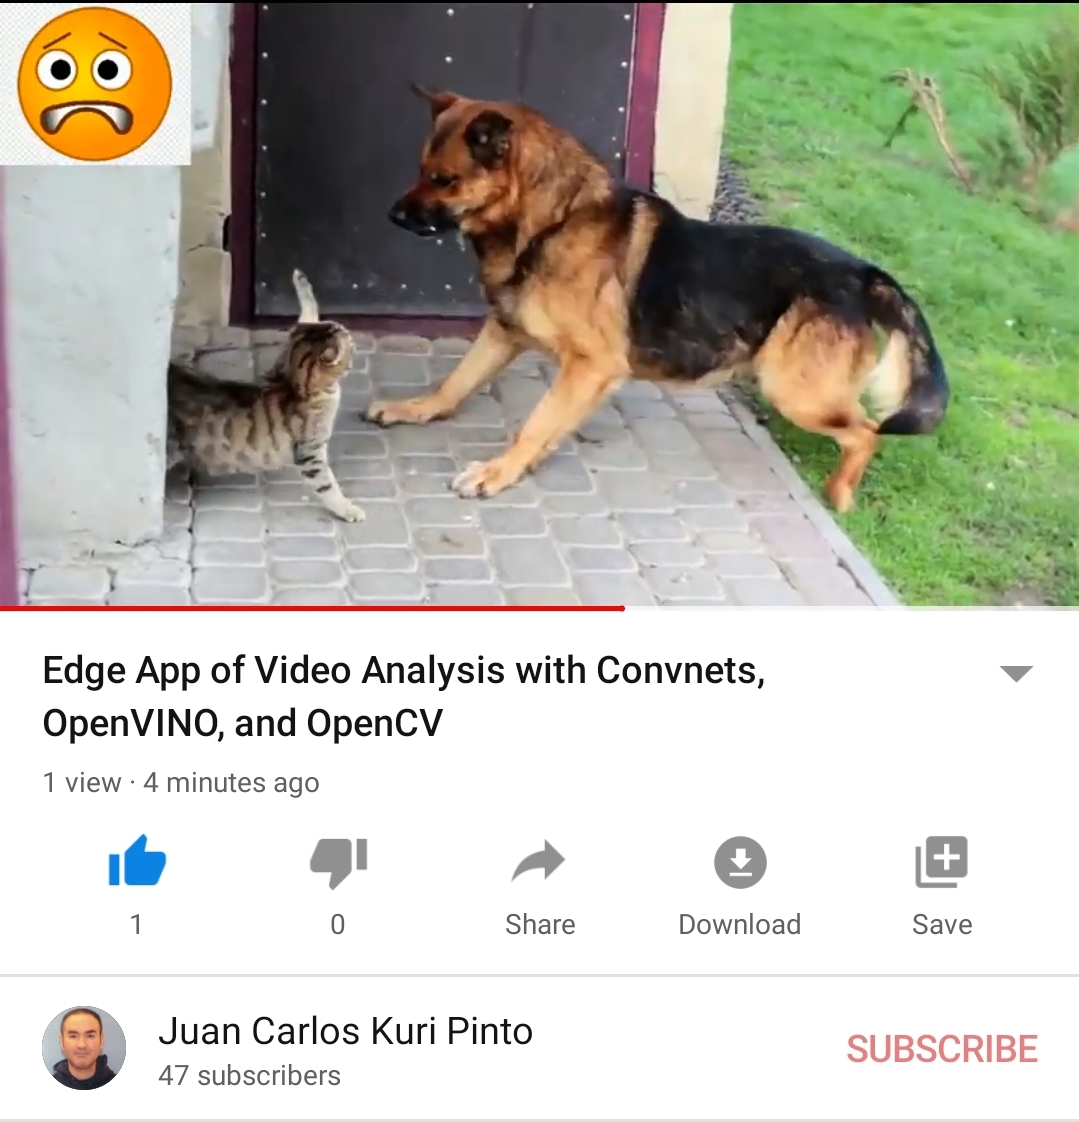 Edge App of Video Analysis with Convnets,
OpenVINO, and OpenCV
1 view · 4 minutes ago
1
0
Share
Download
Save
Juan Carlos Kuri Pinto
47 subscribers
SUBSCRIBE